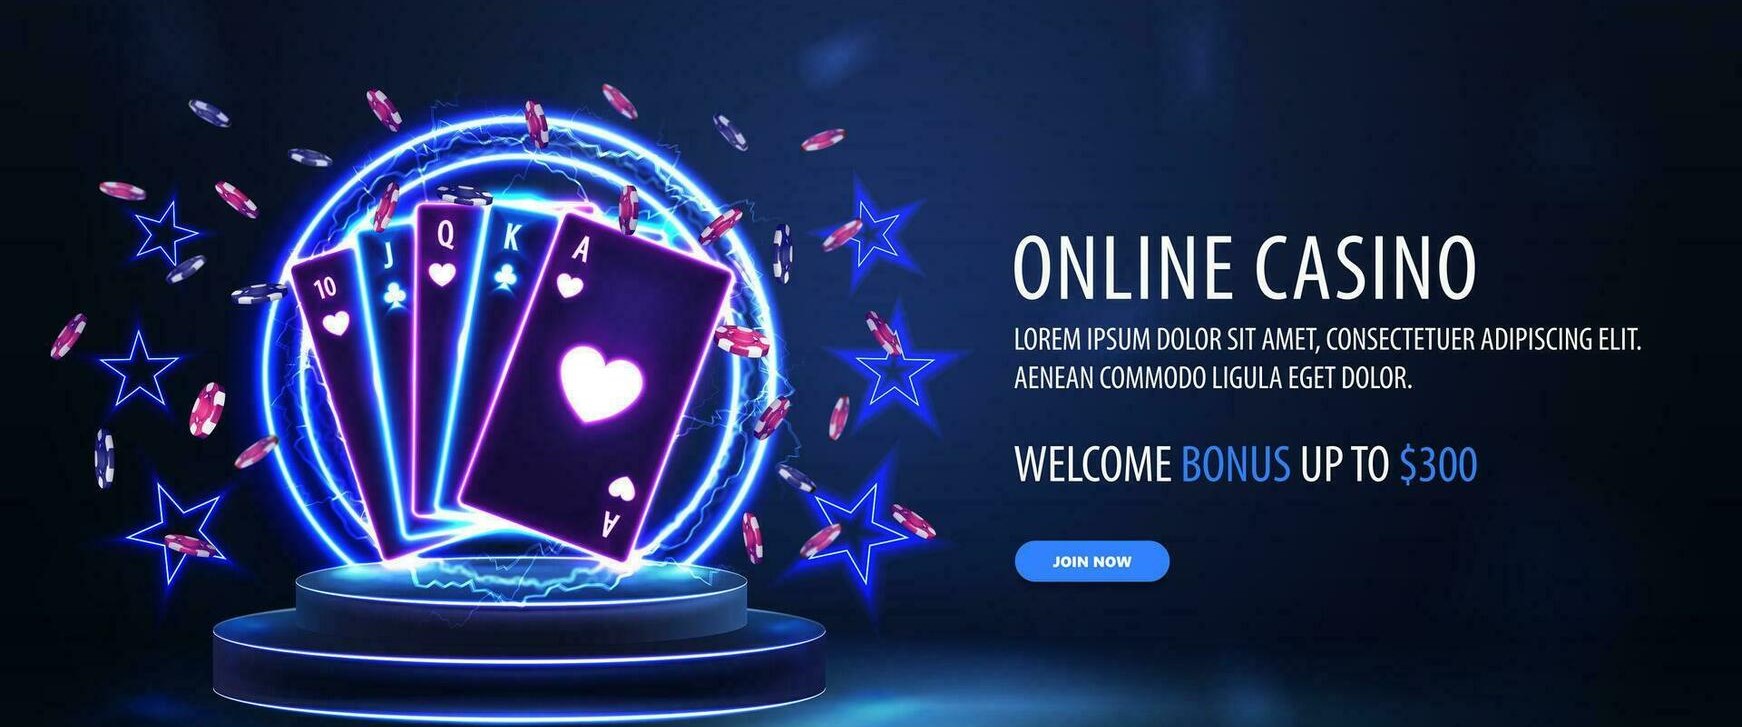 10
J
Q
K
A
A
ONLINE CASINO
LOREM IPSUM DOLOR SIT AMET, CONSECTETUER ADIPISCING ELIT.
AENEAN COMMODO LIGULA EGET DOLOR.
WELCOME BONUS UP TO $300
JOIN NOW